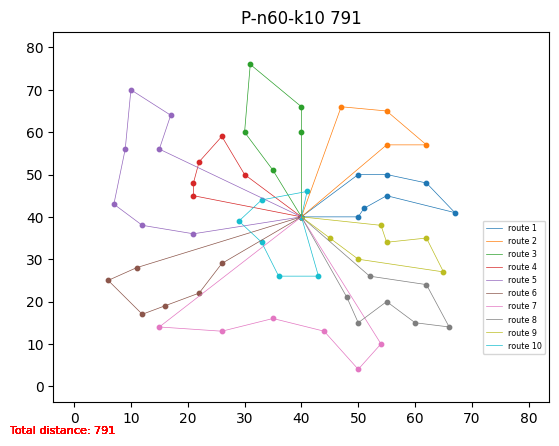 P-n60-k10 791
80
70
60
50
40
30
20
10
0
0 10 20 30 40 50 60 70 80
route 1
route 2
route 3
route 4
route 5
route 6
route 7
route 8
route 9
route 10
Total distance: 791